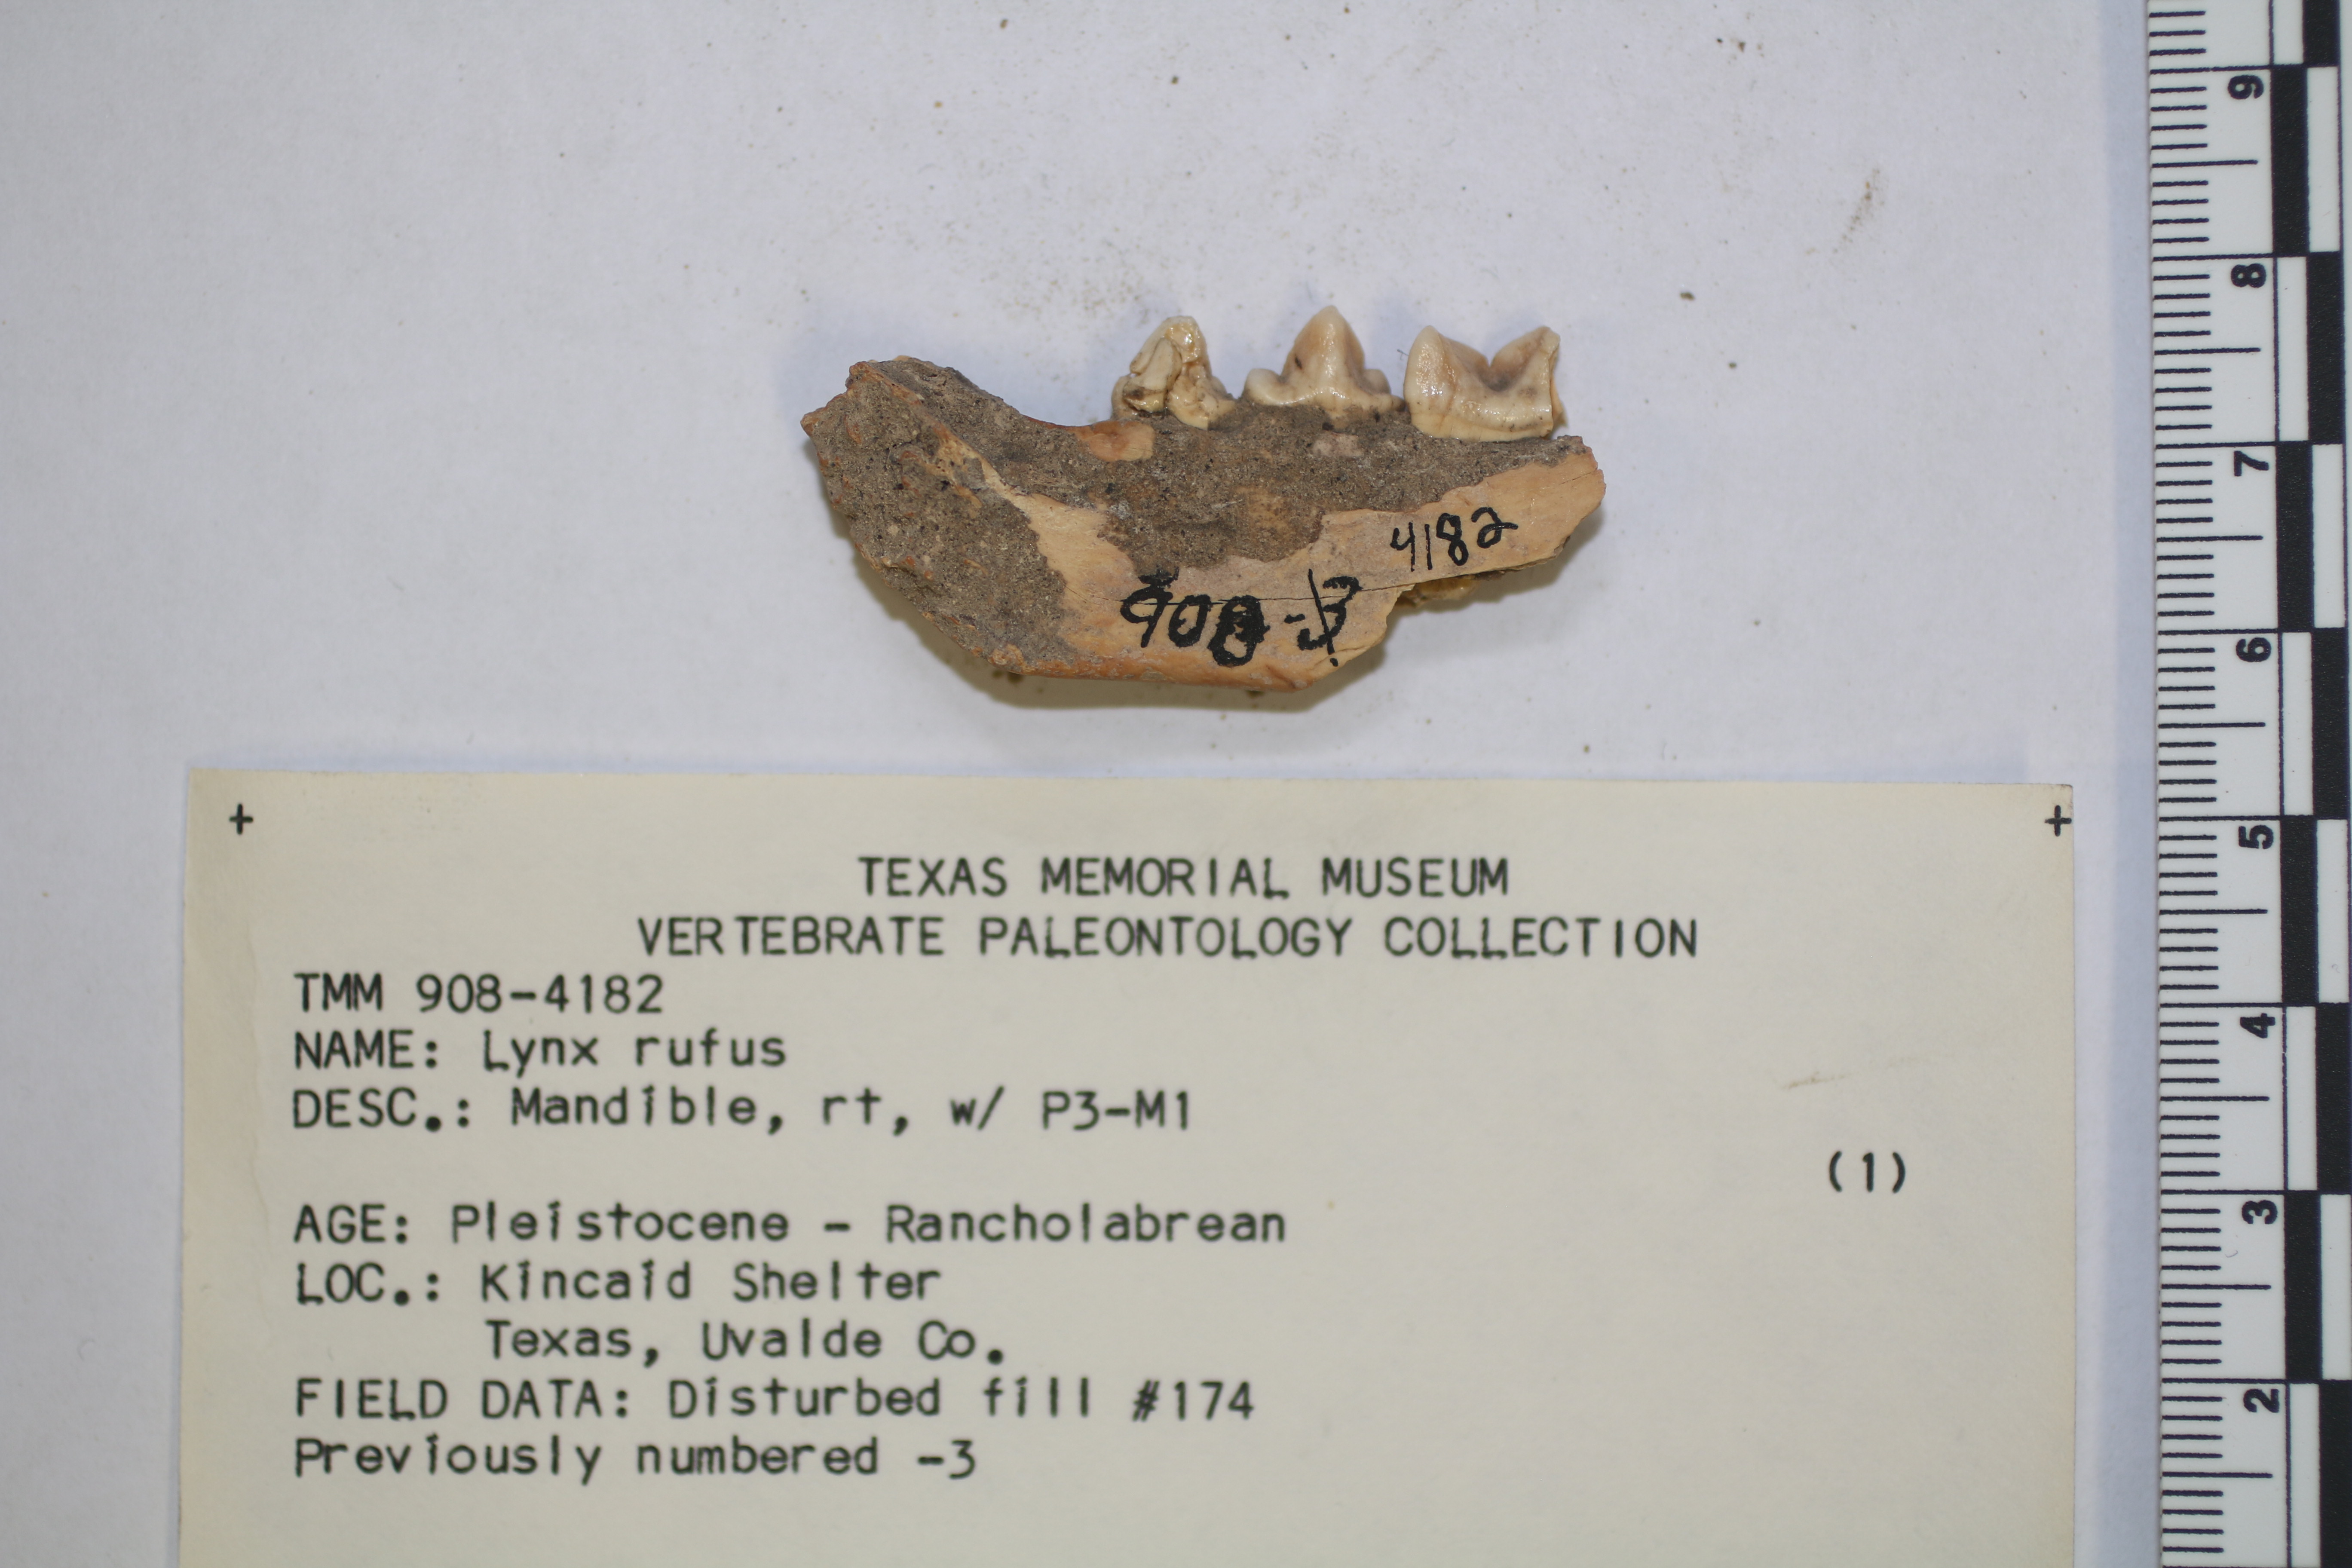 4182
908-3
+ +
TEXAS MEMORIAL MUSEUM
VERTEBRATE PALEONTOLOGY COLLECTION
TMM 908-4182
NAME: Lynx rufus
DESC.: Mandible, rt, w/ P3-M1
(1)
AGE: Pleistocene - Rancholabrean
LOC.: Kincaid Shelter
Texas, Uvalde Co.
FIELD DATA: Disturbed fill #174
Previously numbered -3
9
8
7
6
5
4
3
2